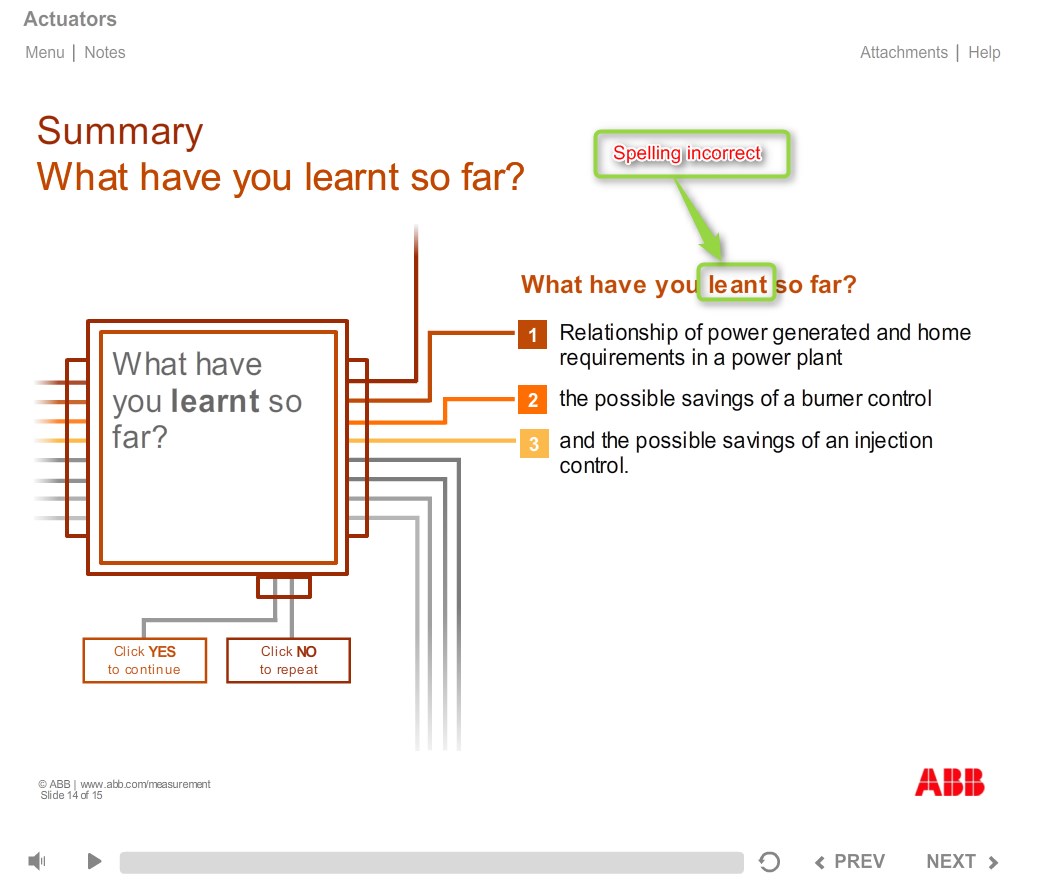 Actuators
Menu | Notes
Attachments | Help
Summary
What have you learnt so far?
Spelling incorrect
What have you leant so far?
1 Relationship of power generated and home
requirements in a power plant
2 the possible savings of a burner control
3 and the possible savings of an injection
control.
What have
you learnt so
far?
Click YES
to continue
Click NO
to repeat
© ABB | www.abb.com/measurement
Slide 14 of 15
ABB
PREV
NEXT